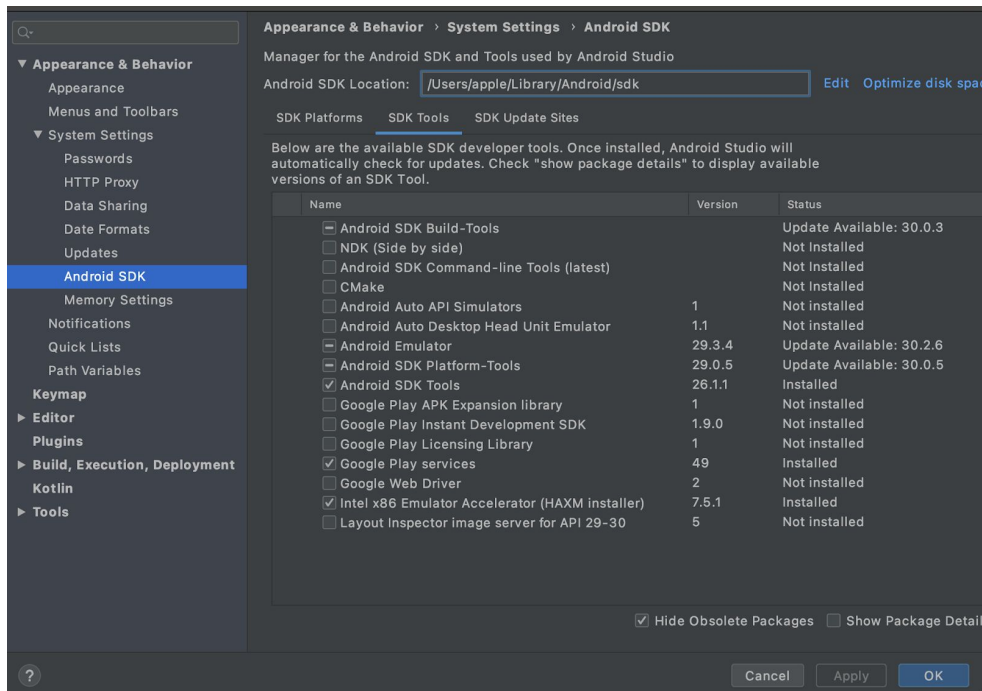 Appearance & Behavior
Appearance
Menus and Toolbars
System Settings
Passwords
HTTP Proxy
Data Sharing
Date Formats
Updates
Android SDK
Memory Settings
Notifications
Quick Lists
Path Variables
Keymap
Editor
Plugins
Build, Execution, Deployment
Kotlin
Tools
Appearance & Behavior › System Settings › Android SDK
Manager for the Android SDK and Tools used by Android Studio
Android SDK Location: /Users/apple/Library/Android/sdk Edit Optimize disk spac
SDK Platforms SDK Tools SDK Update Sites
Below are the available SDK developer tools. Once installed, Android Studio will
automatically check for updates. Check "show package details" to display available
versions of an SDK Tool.
Name Version Status
Android SDK Build-Tools Update Available: 30.0.3
NDK (Side by side) Not Installed
Android SDK Command-line Tools (latest) Not Installed
CMake Not Installed
Android Auto API Simulators 1 Not installed
Android Auto Desktop Head Unit Emulator 1.1 Not installed
Android Emulator 29.3.4 Update Available: 30.2.6
Android SDK Platform-Tools 29.0.5 Update Available: 30.0.5
Android SDK Tools 26.1.1 Installed
Google Play APK Expansion library 1 Not installed
Google Play Instant Development SDK 1.9.0 Not installed
Google Play Licensing Library 1 Not installed
Google Play services 49 Installed
Google Web Driver 2 Not installed
Intel x86 Emulator Accelerator (HAXM installer) 7.5.1 Installed
Layout Inspector image server for API 29-30 5 Not installed
Hide Obsolete Packages Show Package Detail
? Cancel Apply OK